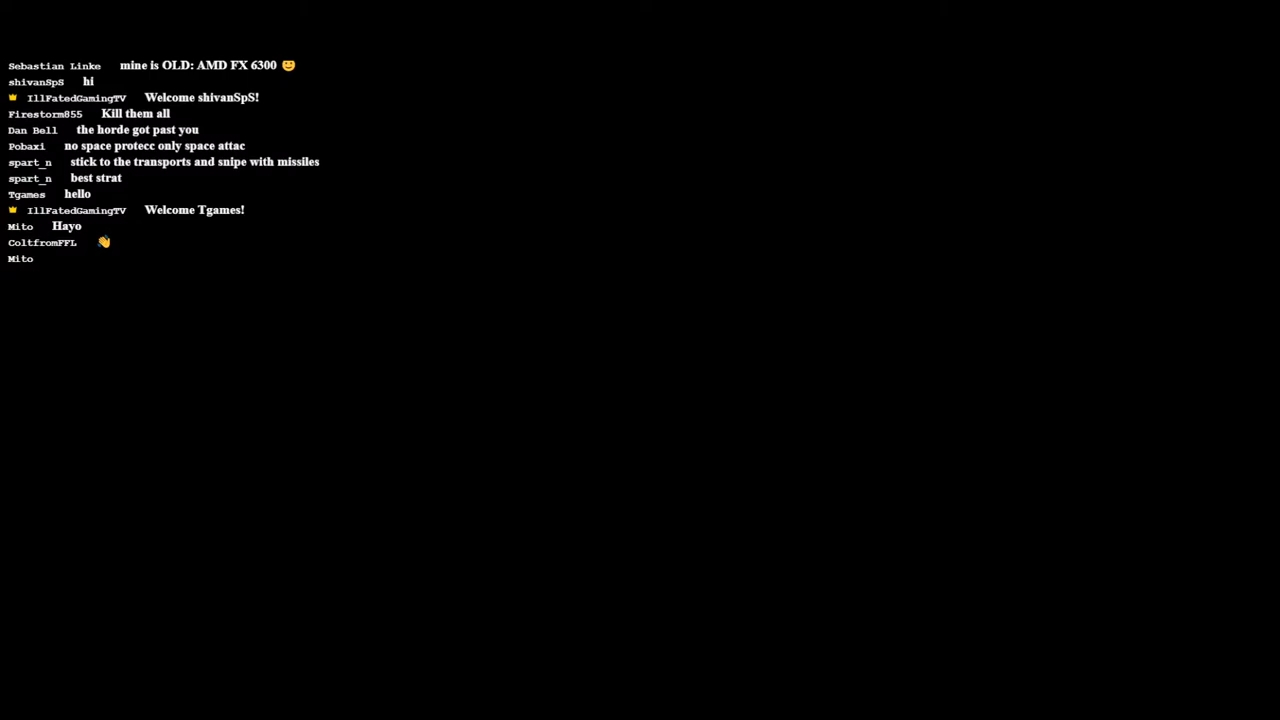 Sebastian Linke mine is OLD: AMD FX 6300 😊
shivanSpS hi
IllFatedGamingTV Welcome shivanSpS!
Firestorm855 Kill them all
Dan Bell the horde got past you
Pobaxi no space protecc only space attac
spart_n stick to the transports and snipe with missiles
spart_n best strat
Tgames hello
IllFatedGamingTV Welcome Tgames!
Mito Hayo
ColtfromFFL 👋
Mito